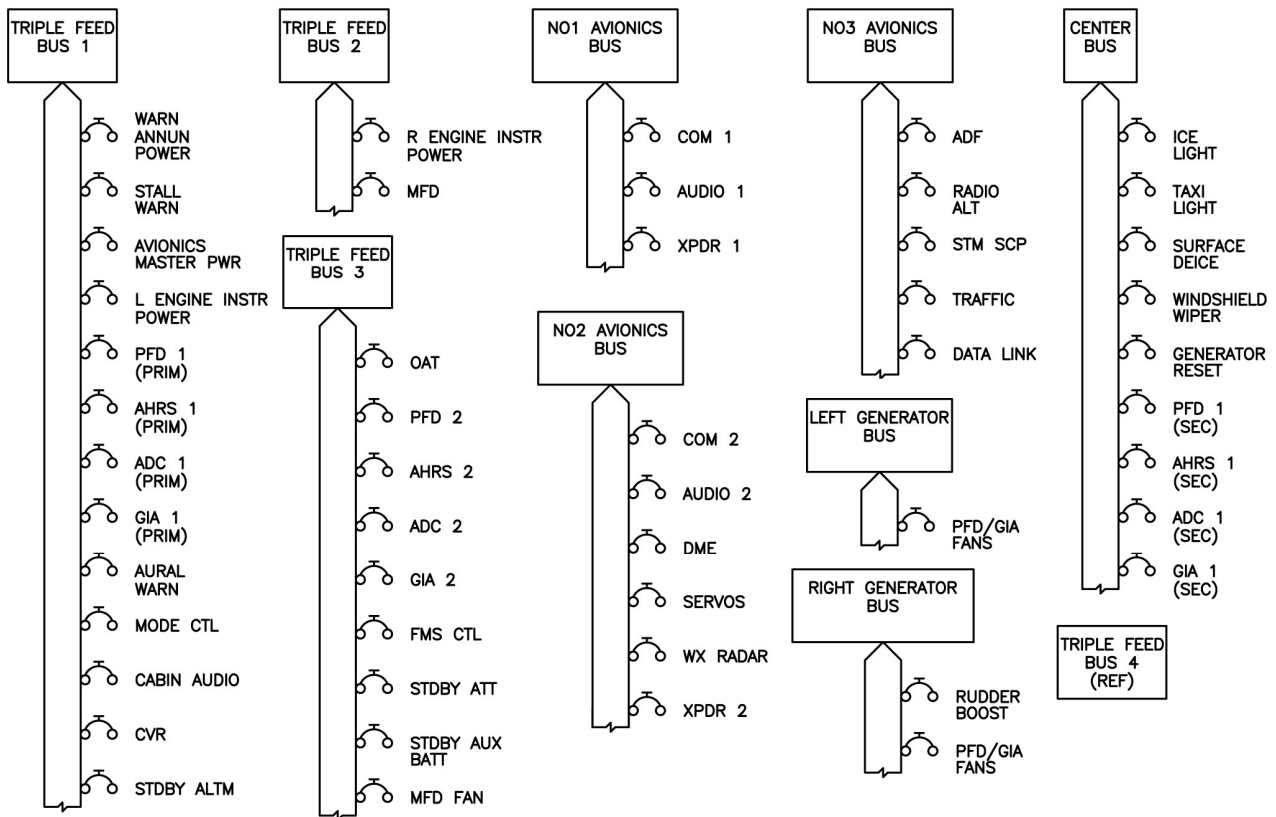 TRIPLE FEED
BUS 1
WARN
ANNUN
POWER
STALL
WARN
AVIONICS
MASTER PWR
L ENGINE INSTR
POWER
PFD 1
(PRIM)
AHRS 1
(PRIM)
ADC 1
(PRIM)
GIA 1
(PRIM)
AURAL
WARN
MODE CTL
CABIN AUDIO
CVR
STDBY ALTM
TRIPLE FEED
BUS 2
R ENGINE INSTR
POWER
MFD
TRIPLE FEED
BUS 3
OAT
PFD 2
AHRS 2
ADC 2
GIA 2
FMS CTL
STDBY ATT
STDBY AUX
BATT
MFD FAN
NO1 AVIONICS
BUS
COM 1
AUDIO 1
XPDR 1
NO2 AVIONICS
BUS
COM 2
AUDIO 2
DME
SERVOS
WX RADAR
XPDR 2
NO3 AVIONICS
BUS
ADF
RADIO
ALT
STM SCP
TRAFFIC
DATA LINK
LEFT GENERATOR
BUS
PFD/GIA
FANS
RIGHT GENERATOR
BUS
RUDDER
BOOST
PFD/GIA
FANS
CENTER
BUS
ICE
LIGHT
TAXI
LIGHT
SURFACE
DEICE
WINDSHIELD
WIPER
GENERATOR
RESET
PFD 1
(SEC)
AHRS 1
(SEC)
ADC 1
(SEC)
GIA 1
(SEC)
TRIPLE FEED
BUS 4
(REF)